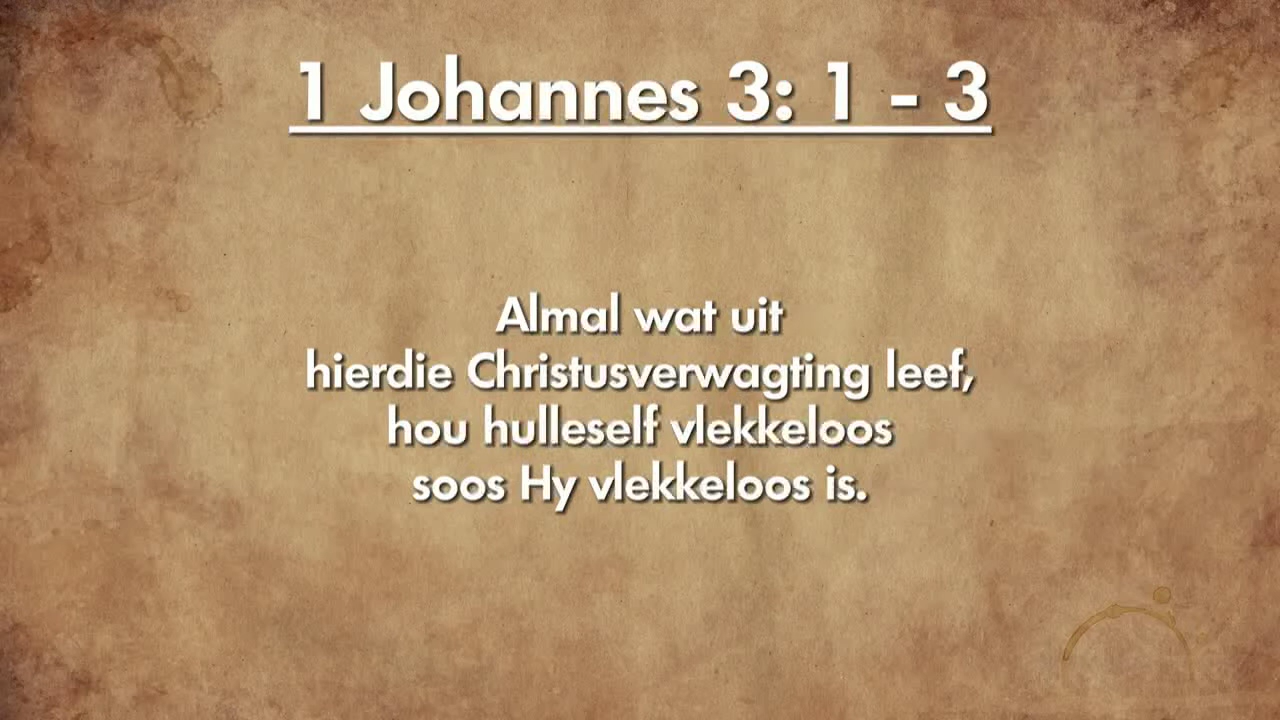 1 Johannes 3: 1 - 3
Almal wat uit
hierdie Christusverwagting leef,
hou hulleself vlekkeloos
soos Hy vlekkeloos is.